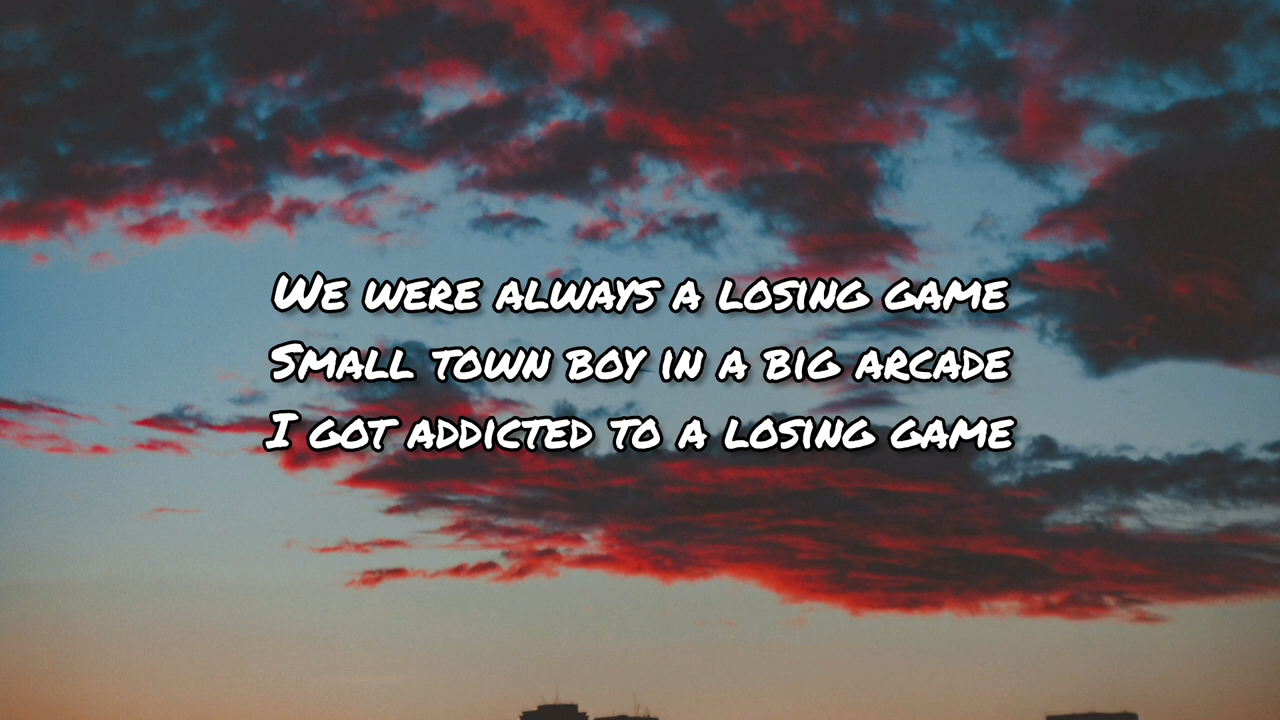 We were always a losing game
Small town boy in a big arcade
I got addicted to a losing game